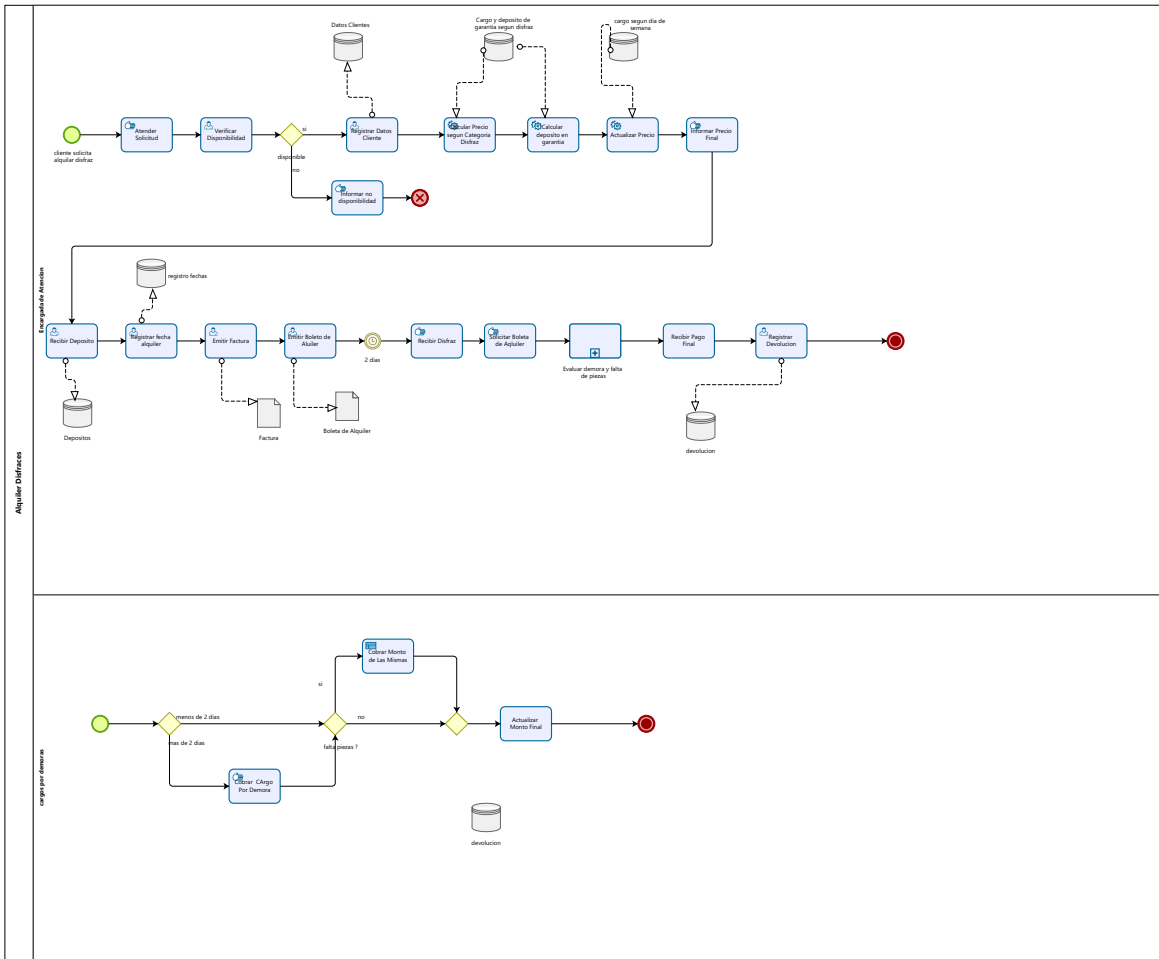 Alquiler Disfraces
Encargada de Atencion
Datos Clientes
Cargo y deposito de
garantia segun disfraz
cargo segun dia de
semana
cliente solicita
alquilar disfraz
Atender
Solicitud
Verificar
Disponibilidad
disponible
si
no
Registrar Datos
Cliente
Calcular Precio
segun Categoria
Disfraz
Calcular
deposito en
garantia
Actualizar Precio
Informar Precio
Final
Informar no
disponibilidad
registro fechas
Recibir Deposito
Registrar fecha
alquiler
Emitir Factura
Emitir Boleto de
Aluiler
2 dias
Recibir Disfraz
Solicitar Boleta
de Aqluiler
Evaluar demora y falta
de piezas
Recibir Pago
Final
Registrar
Devolucion
Depositos
Factura
Boleta de Alquiler
devolucion
cargos por demoras
menos de 2 dias
mas de 2 dias
Cobrar CArgo
Por Demora
falta piezas ?
si
no
Cobrar Monto
de Las Mismas
Actualizar
Monto Final
devolucion